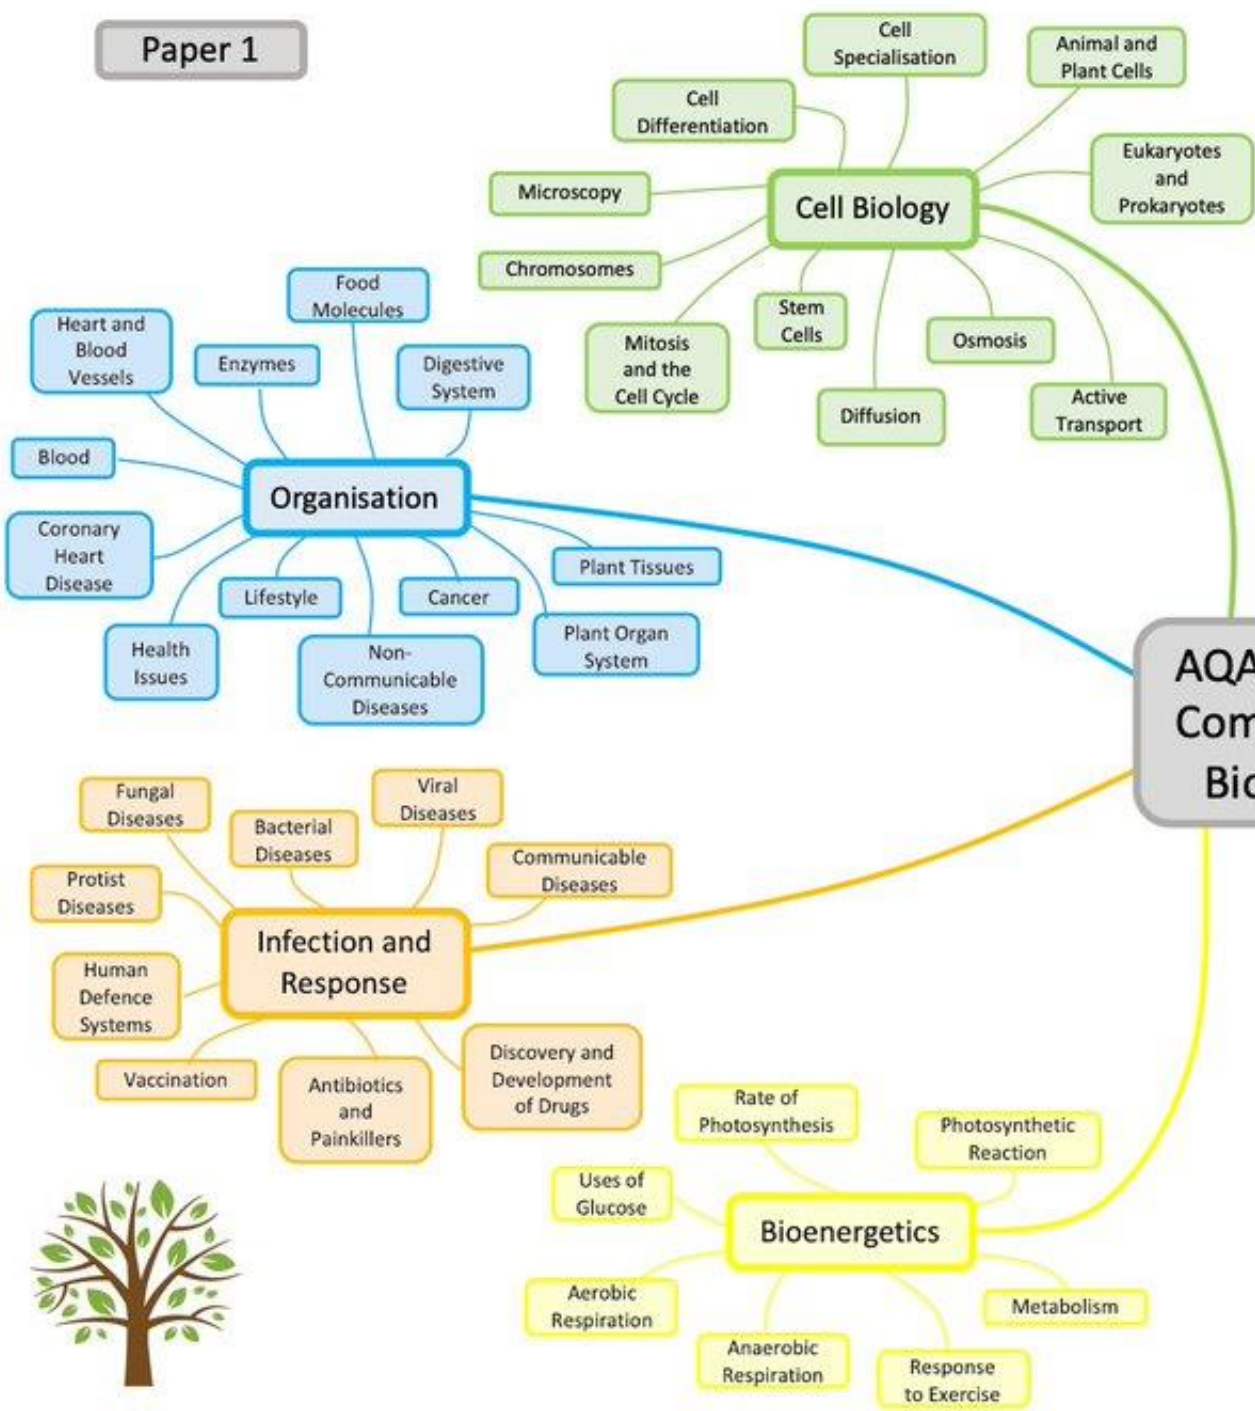 Paper 1
Cell
Specialisation
Animal and
Plant Cells
Cell
Differentiation
Eukaryotes
and
Prokaryotes
Microscopy
Cell Biology
Chromosomes
Stem
Cells
Mitosis
and the
Cell Cycle
Osmosis
Diffusion
Active
Transport
Food
Molecules
Heart and
Blood
Vessels
Enzymes
Digestive
System
Blood
Organisation
Coronary
Heart
Disease
Plant Tissues
Lifestyle
Cancer
Health
Issues
Non-
Communicable
Diseases
Plant Organ
System
AQA
Com
Bio
Fungal
Diseases
Bacterial
Diseases
Viral
Diseases
Communicable
Diseases
Protist
Diseases
Infection and
Response
Human
Defence
Systems
Vaccination
Antibiotics
and
Painkillers
Discovery and
Development
of Drugs
Rate of
Photosynthesis
Photosynthetic
Reaction
Uses of
Glucose
Bioenergetics
Aerobic
Respiration
Anaerobic
Respiration
Response
to Exercise
Metabolism